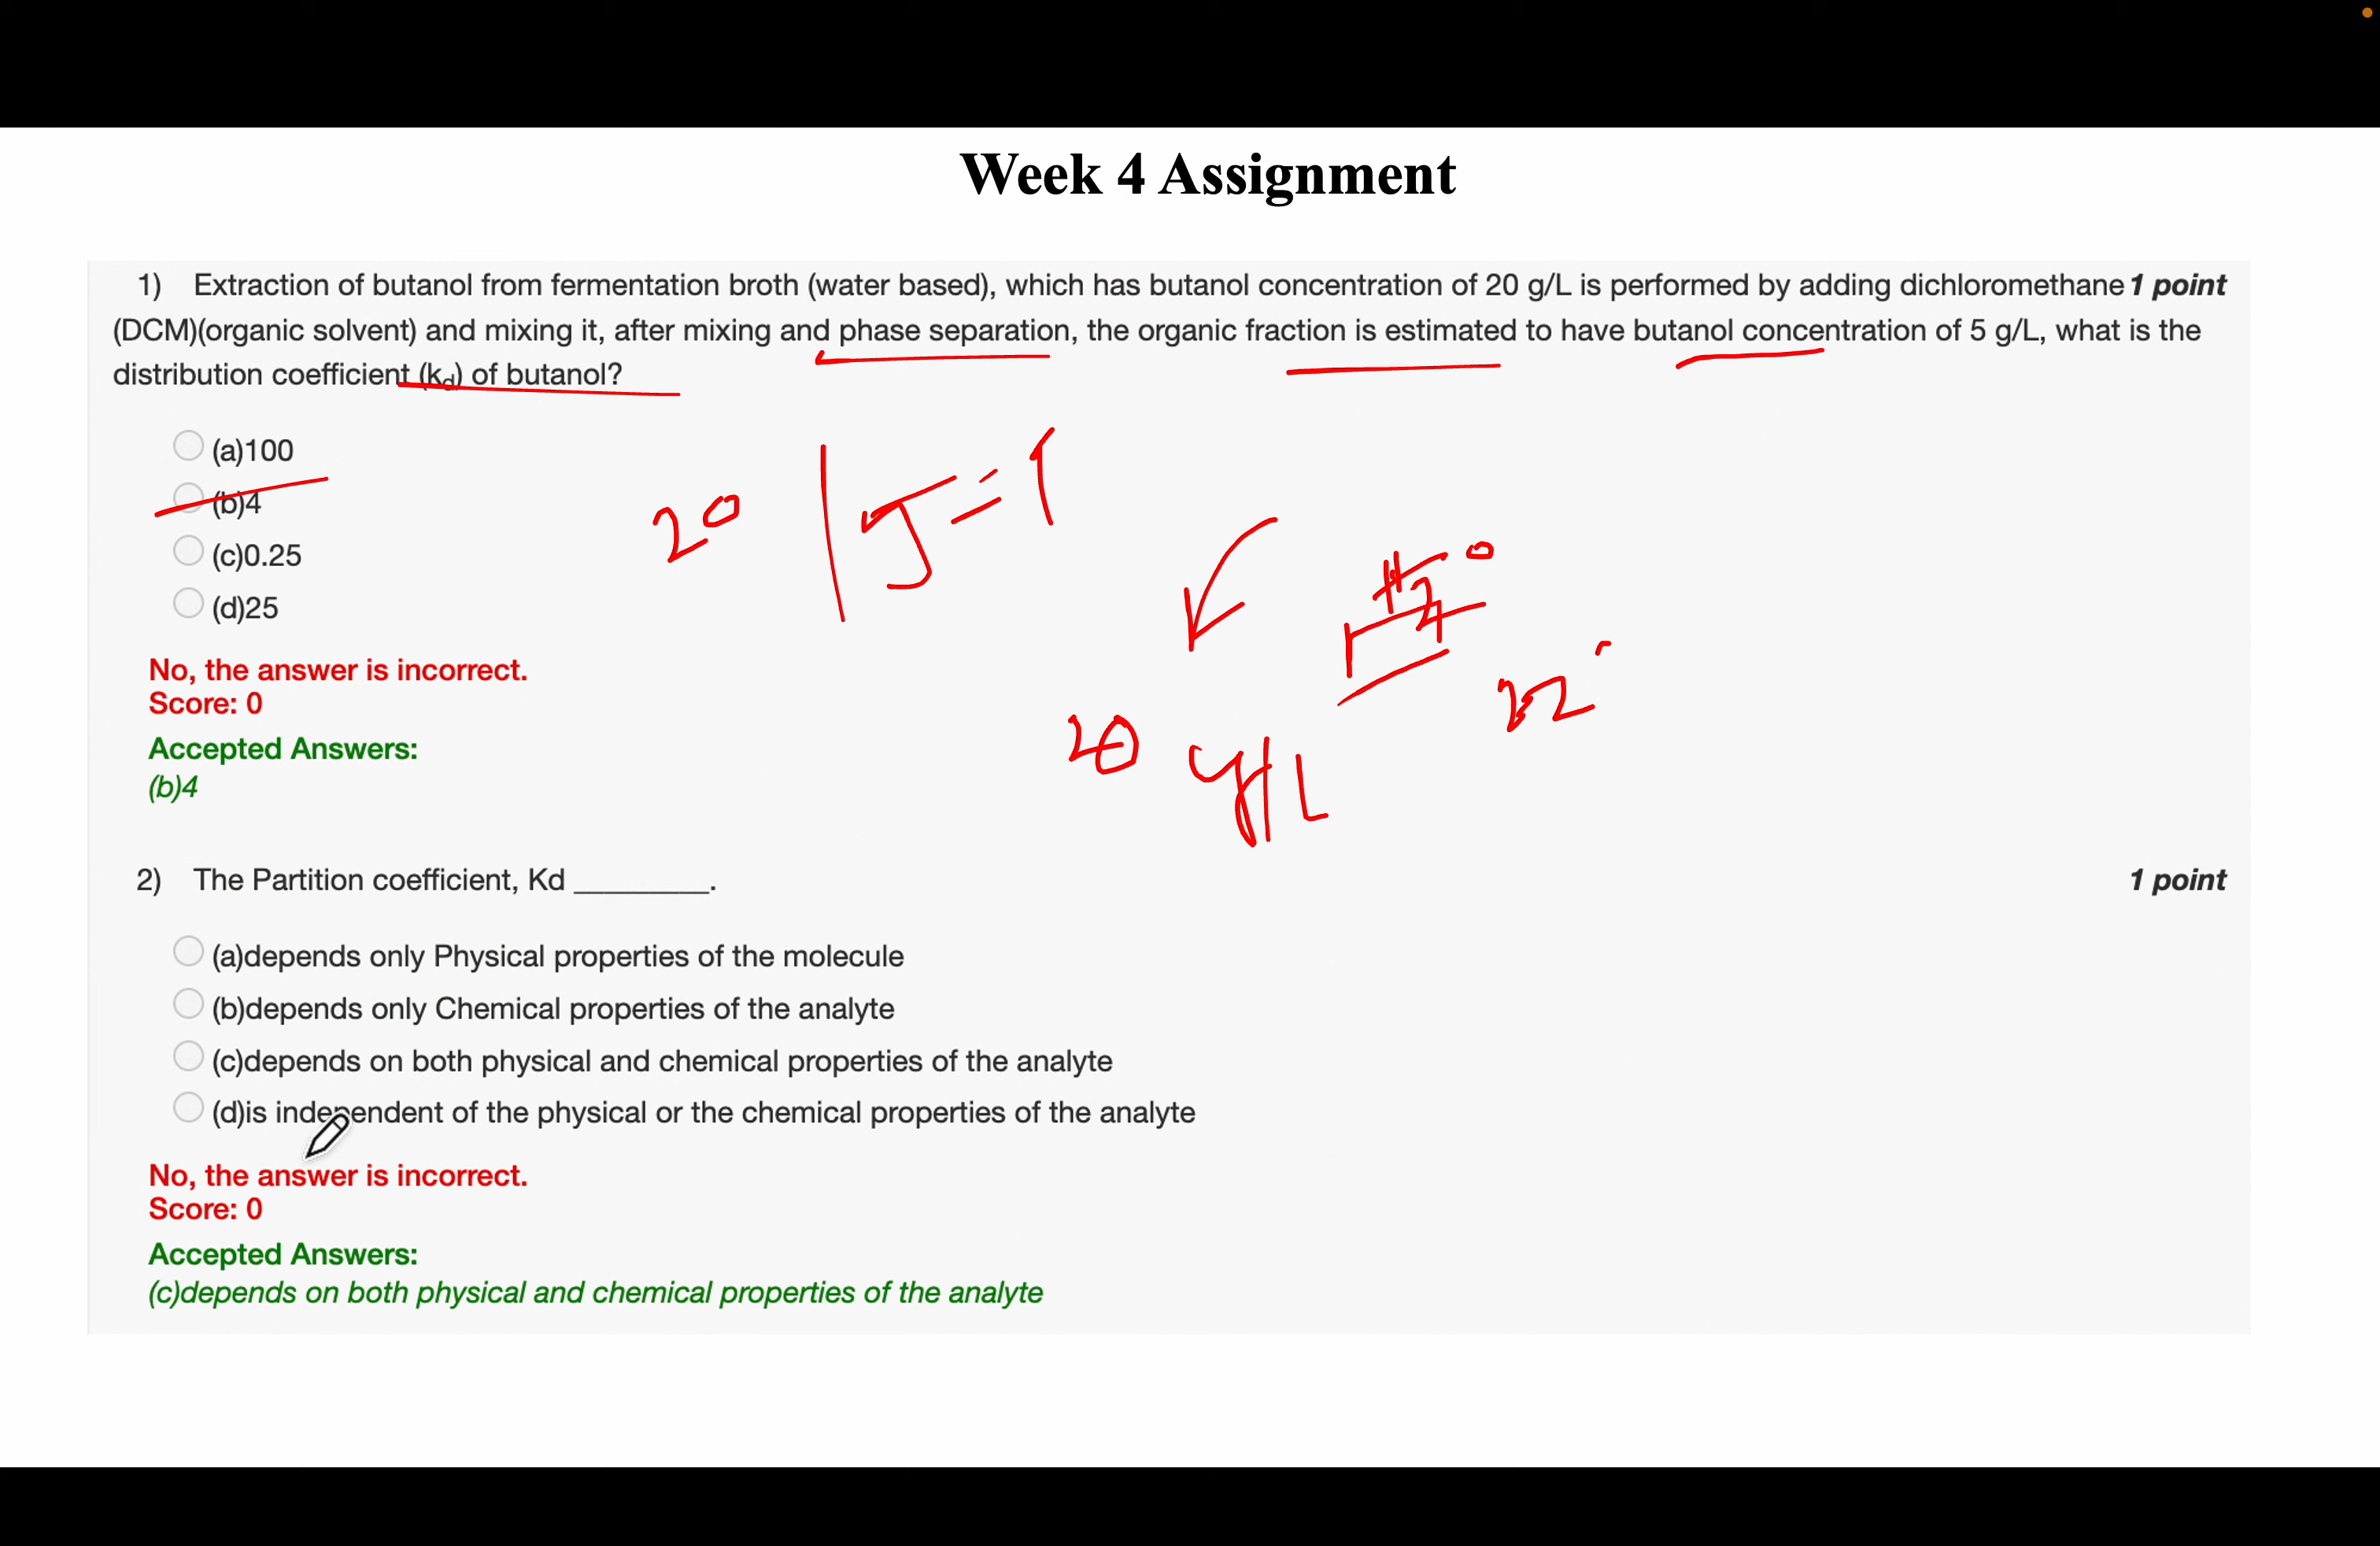 Week 4 Assignment
1) Extraction of butanol from fermentation broth (water based), which has butanol concentration of 20 g/L is performed by adding dichloromethane 1 point
(DCM)(organic solvent) and mixing it, after mixing and phase separation, the organic fraction is estimated to have butanol concentration of 5 g/L, what is the
distribution coefficient (kd) of butanol?
(a)100
(b)4
(c)0.25
(d)25
20
20 g/L
No, the answer is incorrect.
Score: 0
Accepted Answers:
(b)4
2) The Partition coefficient, Kd _________.
1 point
(a)depends only Physical properties of the molecule
(b)depends only Chemical properties of the analyte
(c)depends on both physical and chemical properties of the analyte
(d)is independent of the physical or the chemical properties of the analyte
No, the answer is incorrect.
Score: 0
Accepted Answers:
(c)depends on both physical and chemical properties of the analyte